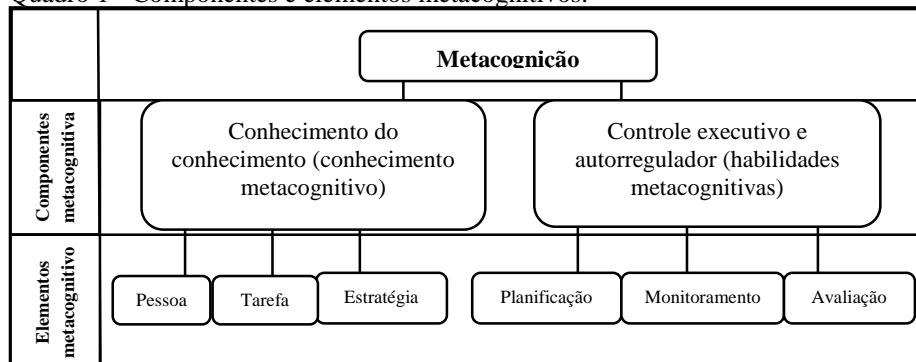 Quadro 1 - Componentes e elementos metacognitivos.
Metacognição
Componentes
metacognitiva
Conhecimento do
conhecimento (conhecimento
metacognitivo)
Controle executivo e
autorregulador (habilidades
metacognitivas)
Elementos
metacognitivo
Pessoa
Tarefa
Estratégia
Planificação
Monitoramento
Avaliação